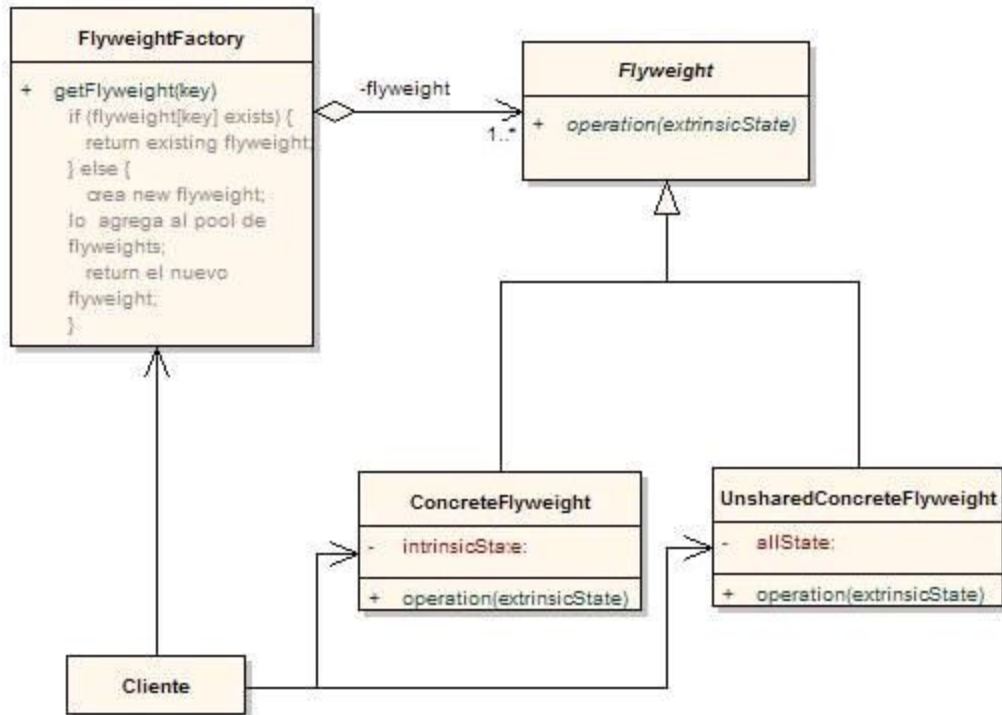 FlyweightFactory
+ getFlyweight(key)
if (flyweight[key] exists) {
return existing flyweight;
} else {
crea new flyweight;
lo agrega al pool de
flyweights;
return el nuevo
flyweight;
}
-flyweight
1..*
Flyweight
+ operation(extrinsicState)
ConcreteFlyweight
- intrinsicState:
+ operation(extrinsicState)
UnsharedConcreteFlyweight
- allState:
+ operation(extrinsicState)
Cliente